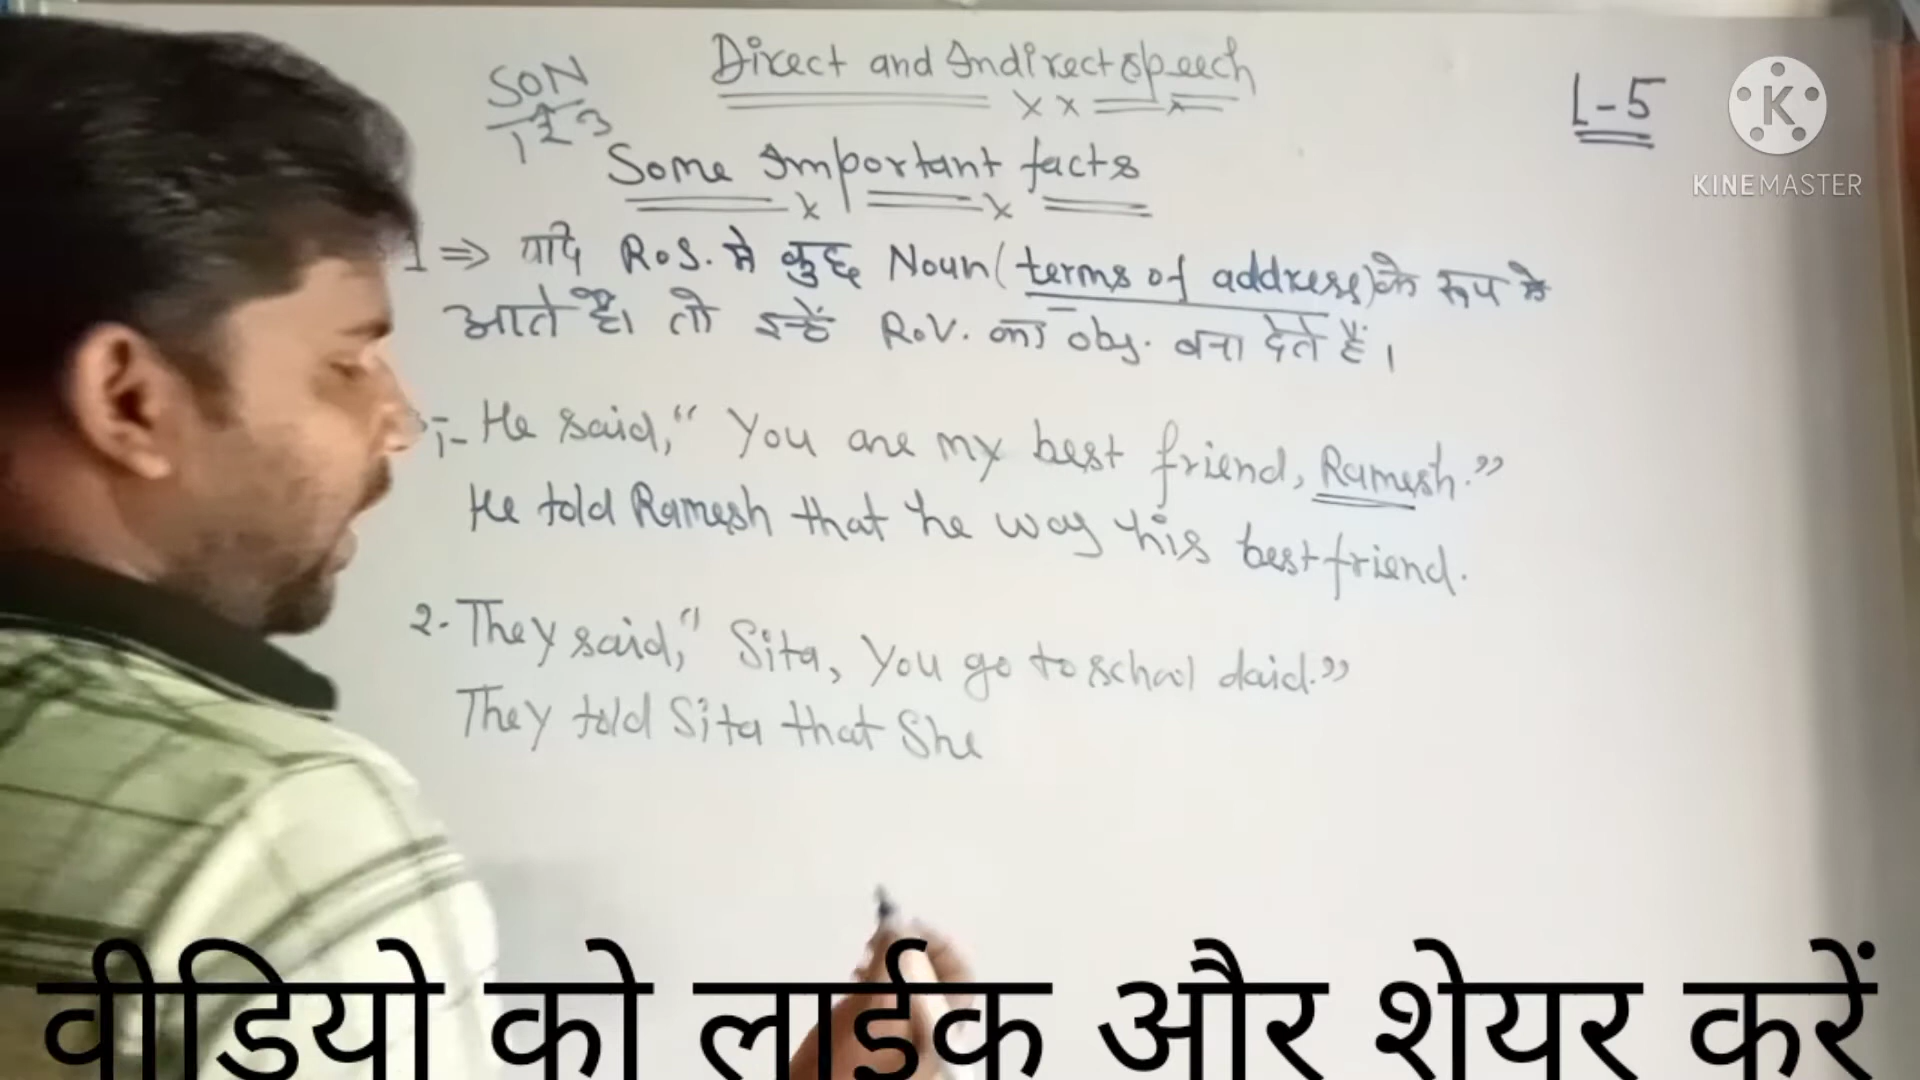 Direct and Indirect speech
SON
1 2 3
L-5
KINEMASTER
Some Important facts
1 ⇒ यदि R.S. मे कुछ Noun (terms of address) के रूप मे
आते है। तो इन्हें R.V. का obj. बना देते हैं।
1- He said, “ You are my best friend, Ramesh.”
He told Ramesh that he way his best friend.
2- They said, “ Sita, You go to school daid.”
They told Sita that She
वीडियो को लाईक और शेयर करें